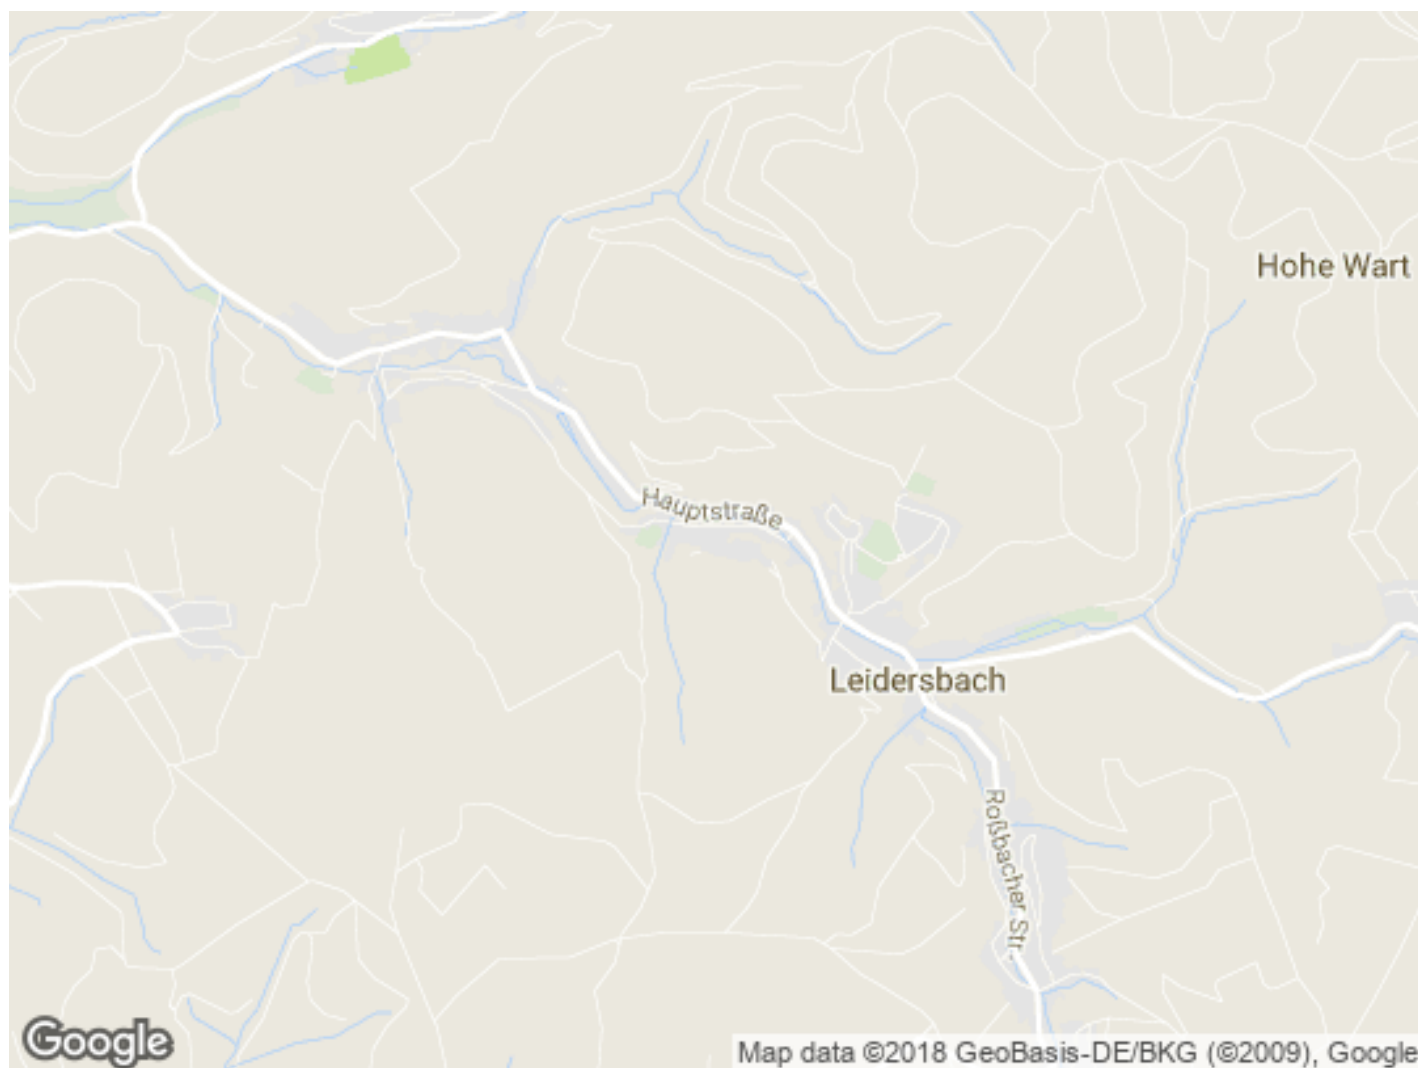 Hohe Wart
Hauptstraße
Leidersbach
Roßbacher Str.
Google
Map data ©2018 GeoBasis-DE/BKG (©2009), Google